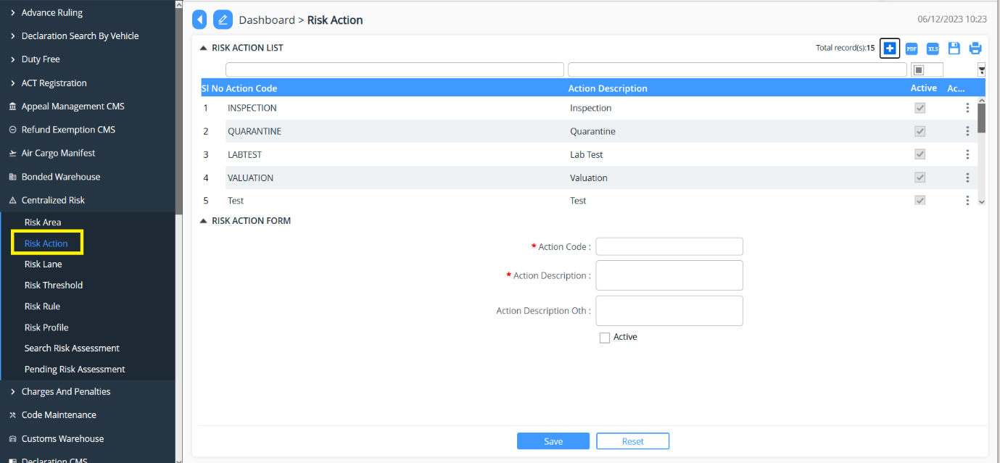 Advance Ruling
Declaration Search By Vehicle
Duty Free
ACT Registration
Appeal Management CMS
Refund Exemption CMS
Air Cargo Manifest
Bonded Warehouse
Centralized Risk
Risk Area
Risk Action
Risk Lane
Risk Threshold
Risk Rule
Risk Profile
Search Risk Assessment
Pending Risk Assessment
Charges And Penalties
Code Maintenance
Customs Warehouse
Declaration CMS
Dashboard > Risk Action
06/12/2023 10:23
RISK ACTION LIST
Total record(s):15
PDF
XLS
Sl No Action Code Action Description Active Ac...
1 INSPECTION Inspection
2 QUARANTINE Quarantine
3 LABTEST Lab Test
4 VALUATION Valuation
5 Test Test
RISK ACTION FORM
* Action Code :
* Action Description :
Action Description Oth :
Active
Save Reset